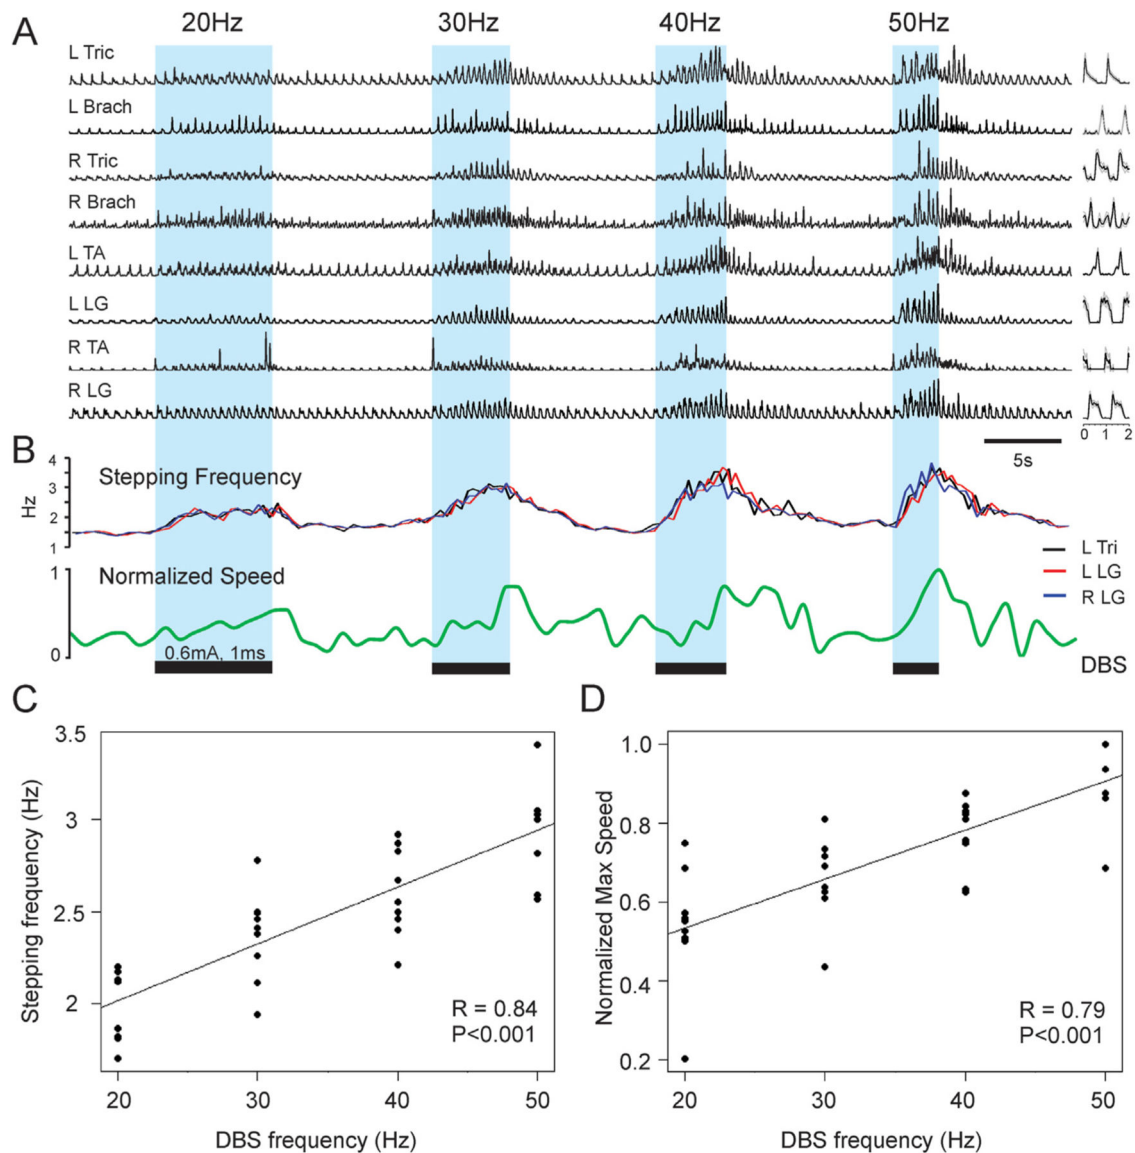 A
20Hz 30Hz 40Hz 50Hz
L Tric
L Brach
R Tric
R Brach
L TA
L LG
R TA
R LG
0 1 2
5s
B
Stepping Frequency
Hz
4
3
2
1
L Tri
L LG
R LG
Normalized Speed
1
0
0.6mA, 1ms
DBS
C
Stepping frequency (Hz)
3.5
3
2.5
2
R = 0.84
P<0.001
20 30 40 50
DBS frequency (Hz)
D
Normalized Max Speed
1.0
0.8
0.6
0.4
0.2
R = 0.79
P<0.001
20 30 40 50
DBS frequency (Hz)